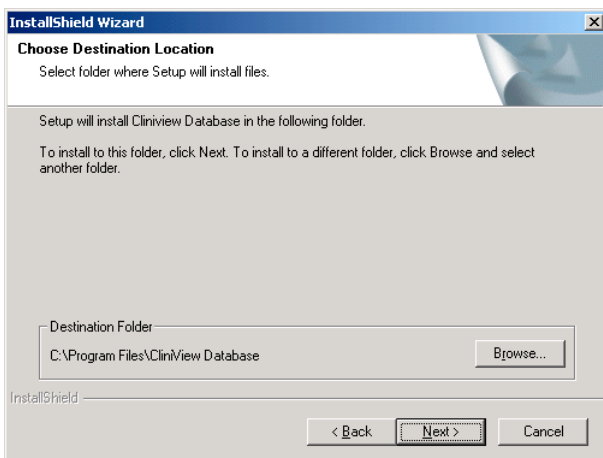 InstallShield Wizard
Choose Destination Location
Select folder where Setup will install files.
Setup will install Cliniview Database in the following folder.
To install to this folder, click Next. To install to a different folder, click Browse and select
another folder.
Destination Folder
C:\Program Files\CliniView Database
Browse...
InstallShield
< Back
Next >
Cancel